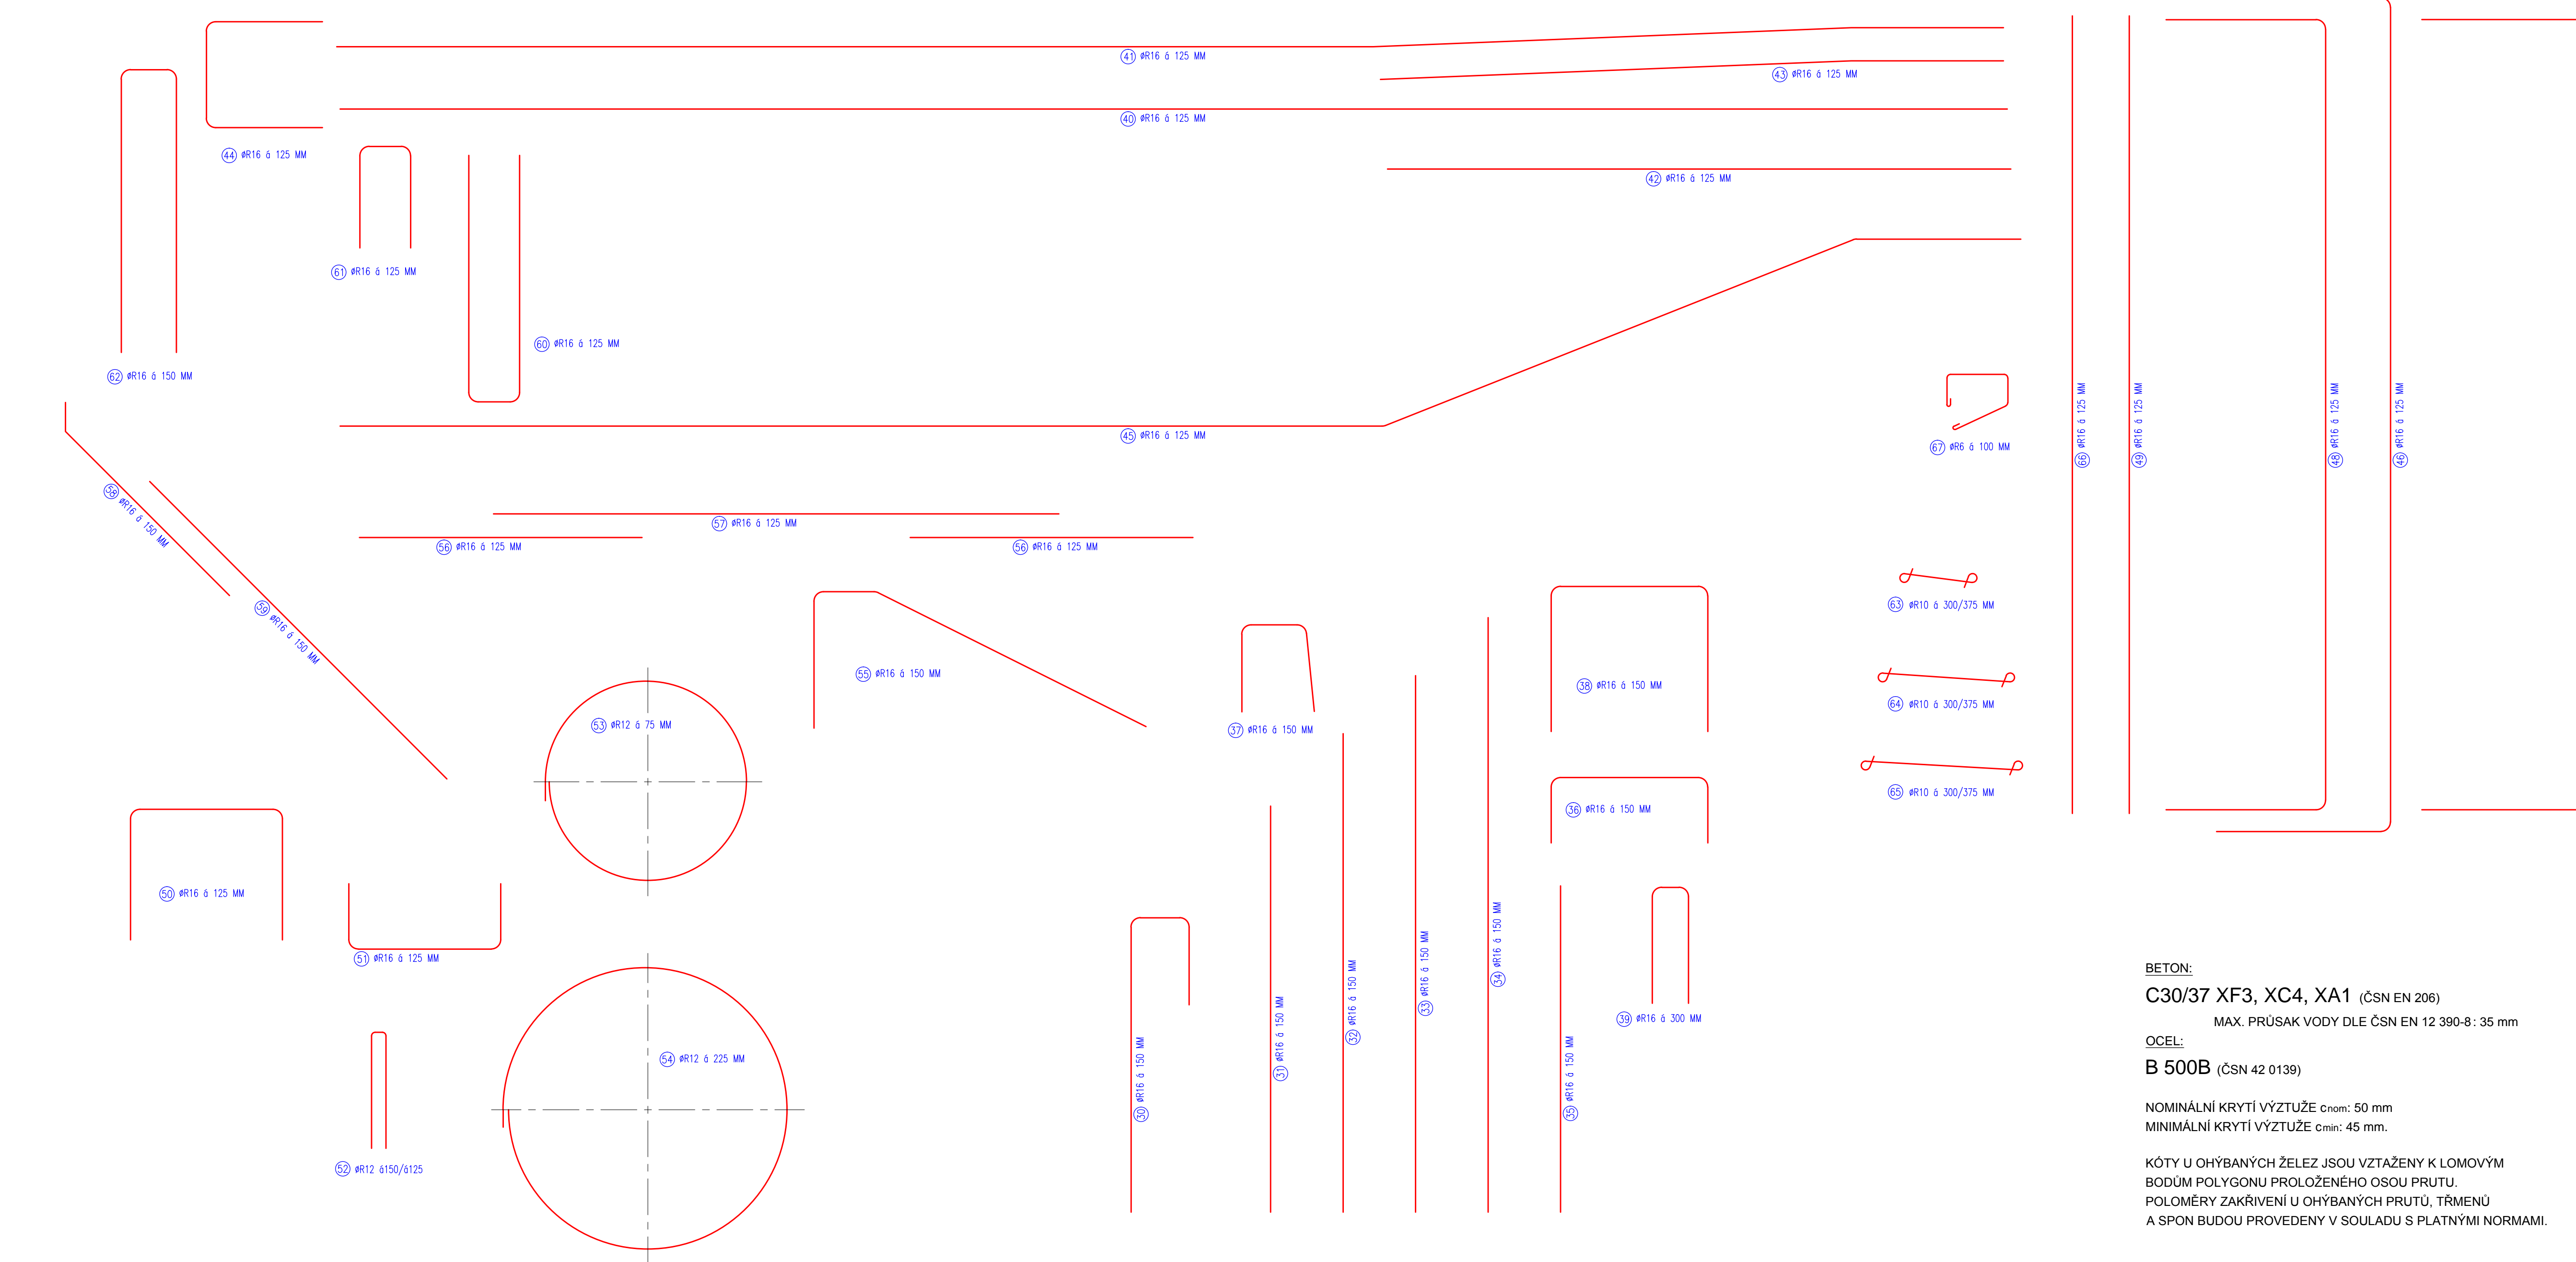 41 øR16 á 125 MM
43 øR16 á 125 MM
40 øR16 á 125 MM
44 øR16 á 125 MM
42 øR16 á 125 MM
61 øR16 á 125 MM
60 øR16 á 125 MM
62 øR16 á 150 MM
45 øR16 á 125 MM
67 øR6 á 100 MM
66 øR16 á 125 MM
49 øR16 á 125 MM
48 øR16 á 125 MM
46 øR16 á 125 MM
58 øR16 á 150 MM
57 øR16 á 125 MM
56 øR16 á 125 MM
56 øR16 á 125 MM
59 øR16 á 150 MM
63 øR10 á 300/375 MM
55 øR16 á 150 MM
38 øR16 á 150 MM
64 øR10 á 300/375 MM
53 øR12 á 75 MM
37 øR16 á 150 MM
65 øR10 á 300/375 MM
36 øR16 á 150 MM
50 øR16 á 125 MM
51 øR16 á 125 MM
34 øR16 á 150 MM
33 øR16 á 150 MM
32 øR16 á 150 MM
31 øR16 á 150 MM
39 øR16 á 300 MM
54 øR12 á 225 MM
30 øR16 á 150 MM
35 øR16 á 150 MM
52 øR12 á150/á125
BETON:
C30/37 XF3, XC4, XA1 (ČSN EN 206)
MAX. PRŮSAK VODY DLE ČSN EN 12 390-8: 35 mm
OCEL:
B 500B (ČSN 42 0139)
NOMINÁLNÍ KRYTÍ VÝZTUŽE cnom: 50 mm
MINIMÁLNÍ KRYTÍ VÝZTUŽE cmin: 45 mm.
KÓTY U OHÝBANÝCH ŽELEZ JSOU VZTAŽENY K LOMOVÝM
BODŮM POLYGONU PROLOŽENÉHO OSOU PRUTU.
POLOMĚRY ZAKŘIVENÍ U OHÝBANÝCH PRUTŮ, TŘMENŮ
A SPON BUDOU PROVEDENY V SOULADU S PLATNÝMI NORMAMI.